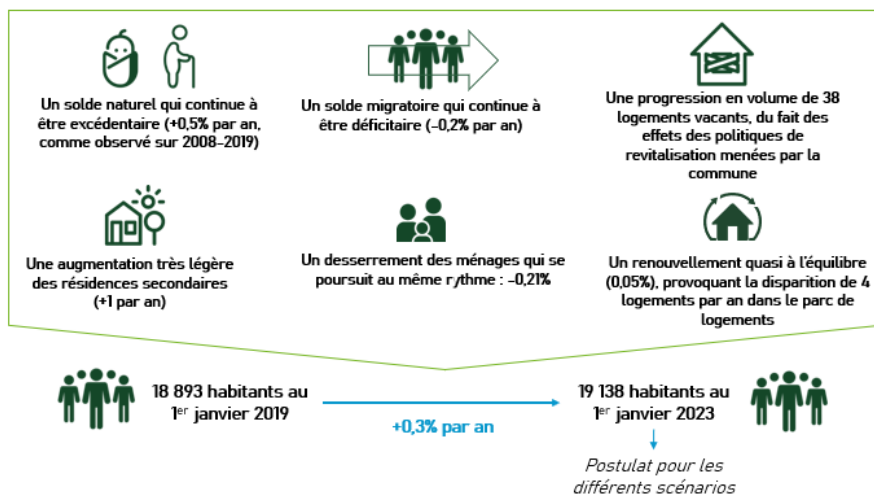 Un solde naturel qui continue à
être excédentaire (+0,5% par an,
comme observé sur 2008-2019)
Un solde migratoire qui continue à
être déficitaire (-0,2% par an)
Une progression en volume de 38
logements vacants, du fait des
effets des politiques de
revitalisation menées par la
commune
Une augmentation très légère
des résidences secondaires
(+1 par an)
Un desserrement des ménages qui se
poursuit au même rythme : -0,21%
Un renouvellement quasi à l'équilibre
(0,05%), provoquant la disparition de 4
logements par an dans le parc de
logements
18 893 habitants au
1er janvier 2019
+0,3% par an
19 138 habitants au
1er janvier 2023
Postulat pour les
différents scénarios